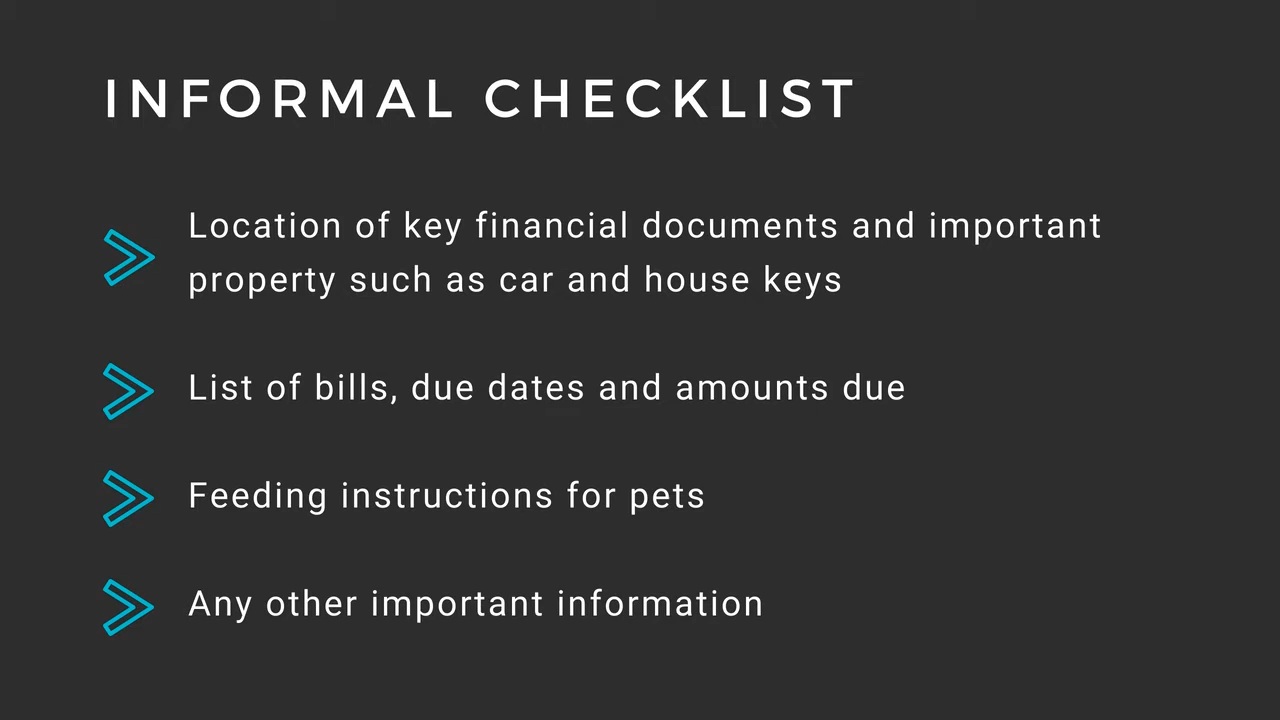 INFORMAL CHECKLIST
Location of key financial documents and important
property such as car and house keys
List of bills, due dates and amounts due
Feeding instructions for pets
Any other important information